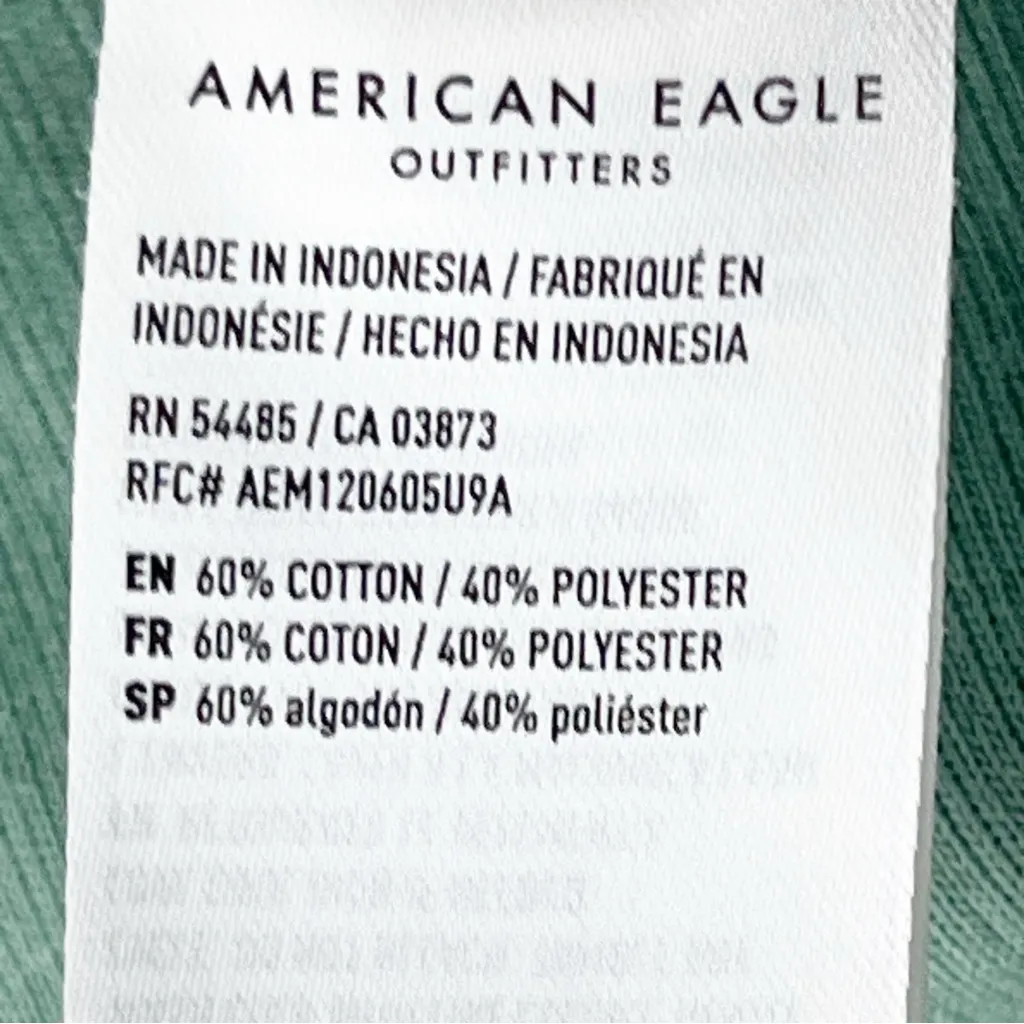 AMERICAN EAGLE
OUTFITTERS
MADE IN INDONESIA / FABRIQUÉ EN
INDONÉSIE / HECHO EN INDONESIA
RN 54485 / CA 03873
RFC# AEM120605U9A
EN 60% COTTON / 40% POLYESTER
FR 60% COTON / 40% POLYESTER
SP 60% algodón / 40% poliéster